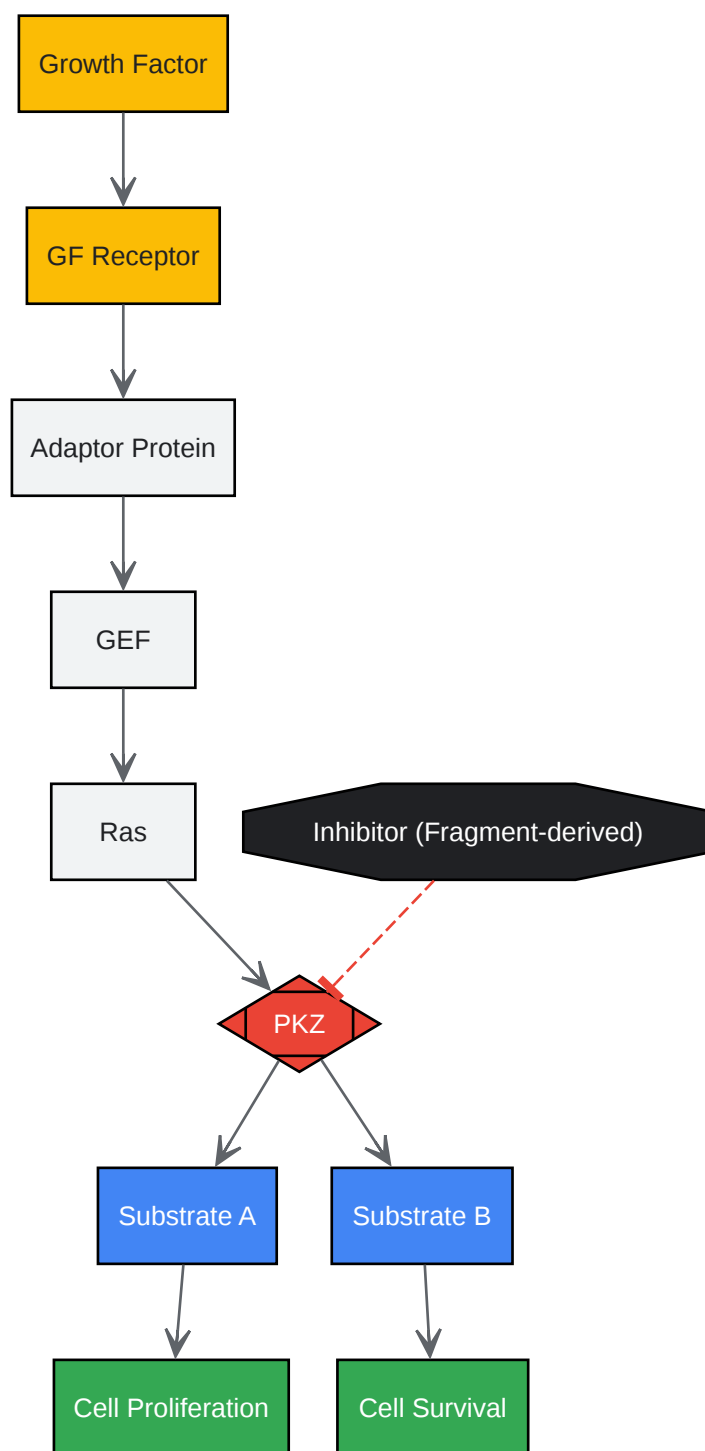 Growth Factor
GF Receptor
Adaptor Protein
GEF
Ras
Inhibitor (Fragment-derived)
PKZ
Substrate A
Substrate B
Cell Proliferation
Cell Survival